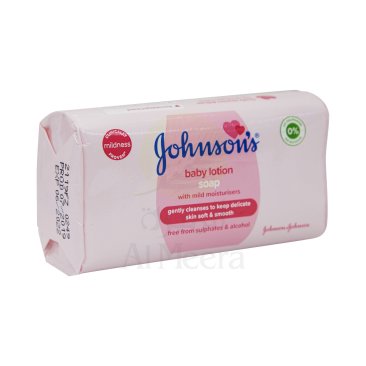 Johnson's
baby lotion
soap
with mild moisturisers
gently cleanses to keep delicate
skin soft & smooth
free from sulphates & alcohol
0%
Johnson & Johnson
mildness
PROVEN
Al Meera